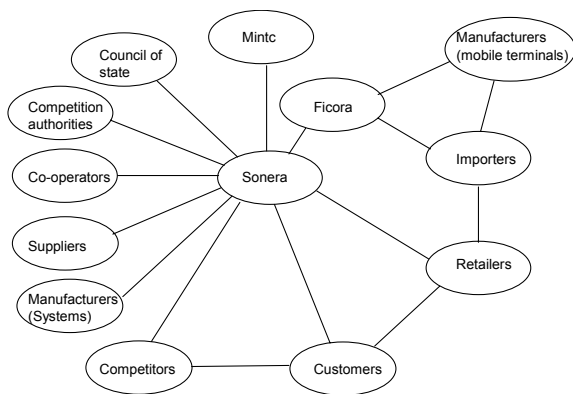 Mintc
Manufacturers
(mobile terminals)
Council of
state
Ficora
Competition
authorities
Importers
Co-operators
Sonera
Suppliers
Retailers
Manufacturers
(Systems)
Competitors
Customers